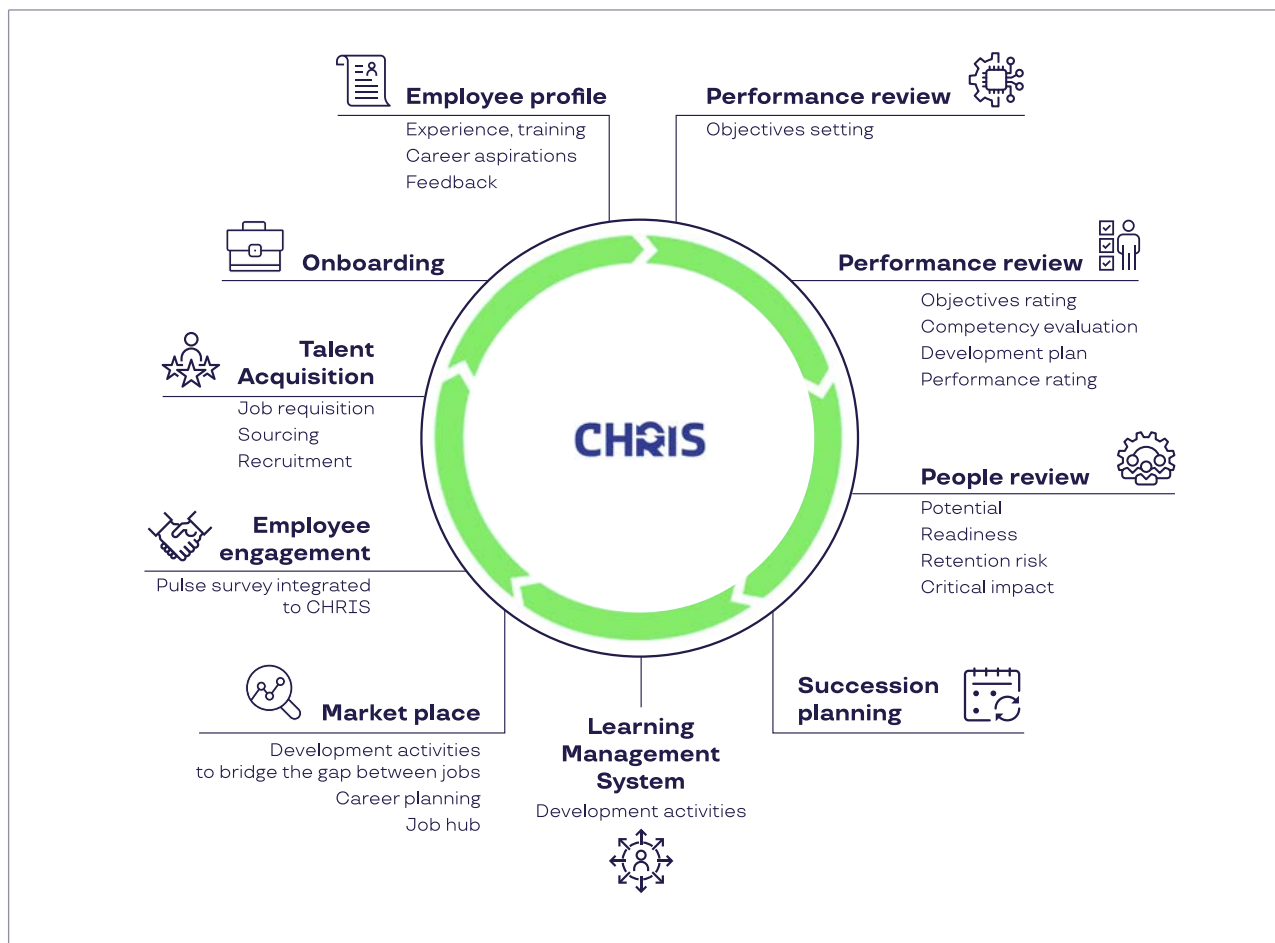 Employee profile
Experience, training
Career aspirations
Feedback
Performance review
Objectives setting
Onboarding
Performance review
Objectives rating
Competency evaluation
Development plan
Performance rating
Talent
Acquisition
Job requisition
Sourcing
Recruitment
CHRIS
People review
Potential
Readiness
Retention risk
Critical impact
Employee
engagement
Pulse survey integrated
to CHRIS
Market place
Development activities
to bridge the gap between jobs
Career planning
Job hub
Learning
Management
System
Development activities
Succession
planning